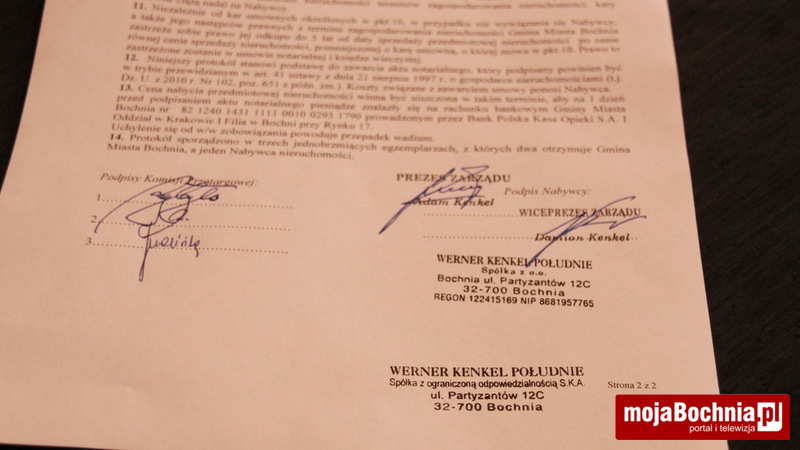 ciążą nadal na Nabywcy.
11. Niezależnie od kar umownych określonych w pkt.10, w przypadku nie wywiązania się Nabywcy,
a także jego następców prawnych z terminu zagospodarowania nieruchomości Gmina Miasta Bochnia
zastrzeże sobie prawo jej odkupu do 5 lat od daty sprzedaży przedmiotowej nieruchomości po cenie
równej cenie sprzedaży nieruchomości, pomniejszonej o karę umowną, o której mowa w pkt.10. Prawo to
zastrzeżone zostanie w umowie notarialnej i księdze wieczystej.
12. Niniejszy protokół stanowi podstawę do zawarcia aktu notarialnego, który podpisany powinien być
w trybie przewidzianym w art. 41 ustawy z dnia 21 sierpnia 1997 r. o gospodarce nieruchomościami (t.j.
Dz. U. z 2010 r. Nr 102, poz. 651 z późn. zm.). Koszty związane z zawarciem umowy ponosi Nabywca.
13. Cena nabycia przedmiotowej nieruchomości winna być uiszczona w takim terminie, aby na 1 dzień
przed podpisaniem aktu notarialnego pieniądze znalazły się na rachunku bankowym Gminy Miasta
Bochnia nr 82 1240 1431 1111 0010 0293 1790 prowadzonym przez Bank Polska Kasa Opieki S.A. I
Oddział w Krakowie I Filia w Bochni przy Rynku 17.
Uchylenie się od w/w zobowiązania powoduje przepadek wadium.
14. Protokół sporządzono w trzech jednobrzmiących egzemplarzach, z których dwa otrzymuje Gmina
Miasta Bochnia, a jeden Nabywca nieruchomości.
Podpisy Komisji Przetargowej:
1
2
3
PREZES ZARZĄDU
Podpis Nabywcy:
Adam Kenkel
WICEPREZES ZARZĄDU
Damian Kenkel
WERNER KENKEL POŁUDNIE
Spółka z o.o.
Bochnia ul. Partyzantów 12C
32-700 Bochnia
REGON 122415169 NIP 8681957765
WERNER KENKEL POŁUDNIE
Spółka z ograniczoną odpowiedzialnością S.K.A.
ul. Partyzantów 12C
32-700 Bochnia
Strona 2 z 2
mojaBochnia.pl
portal i telewizja